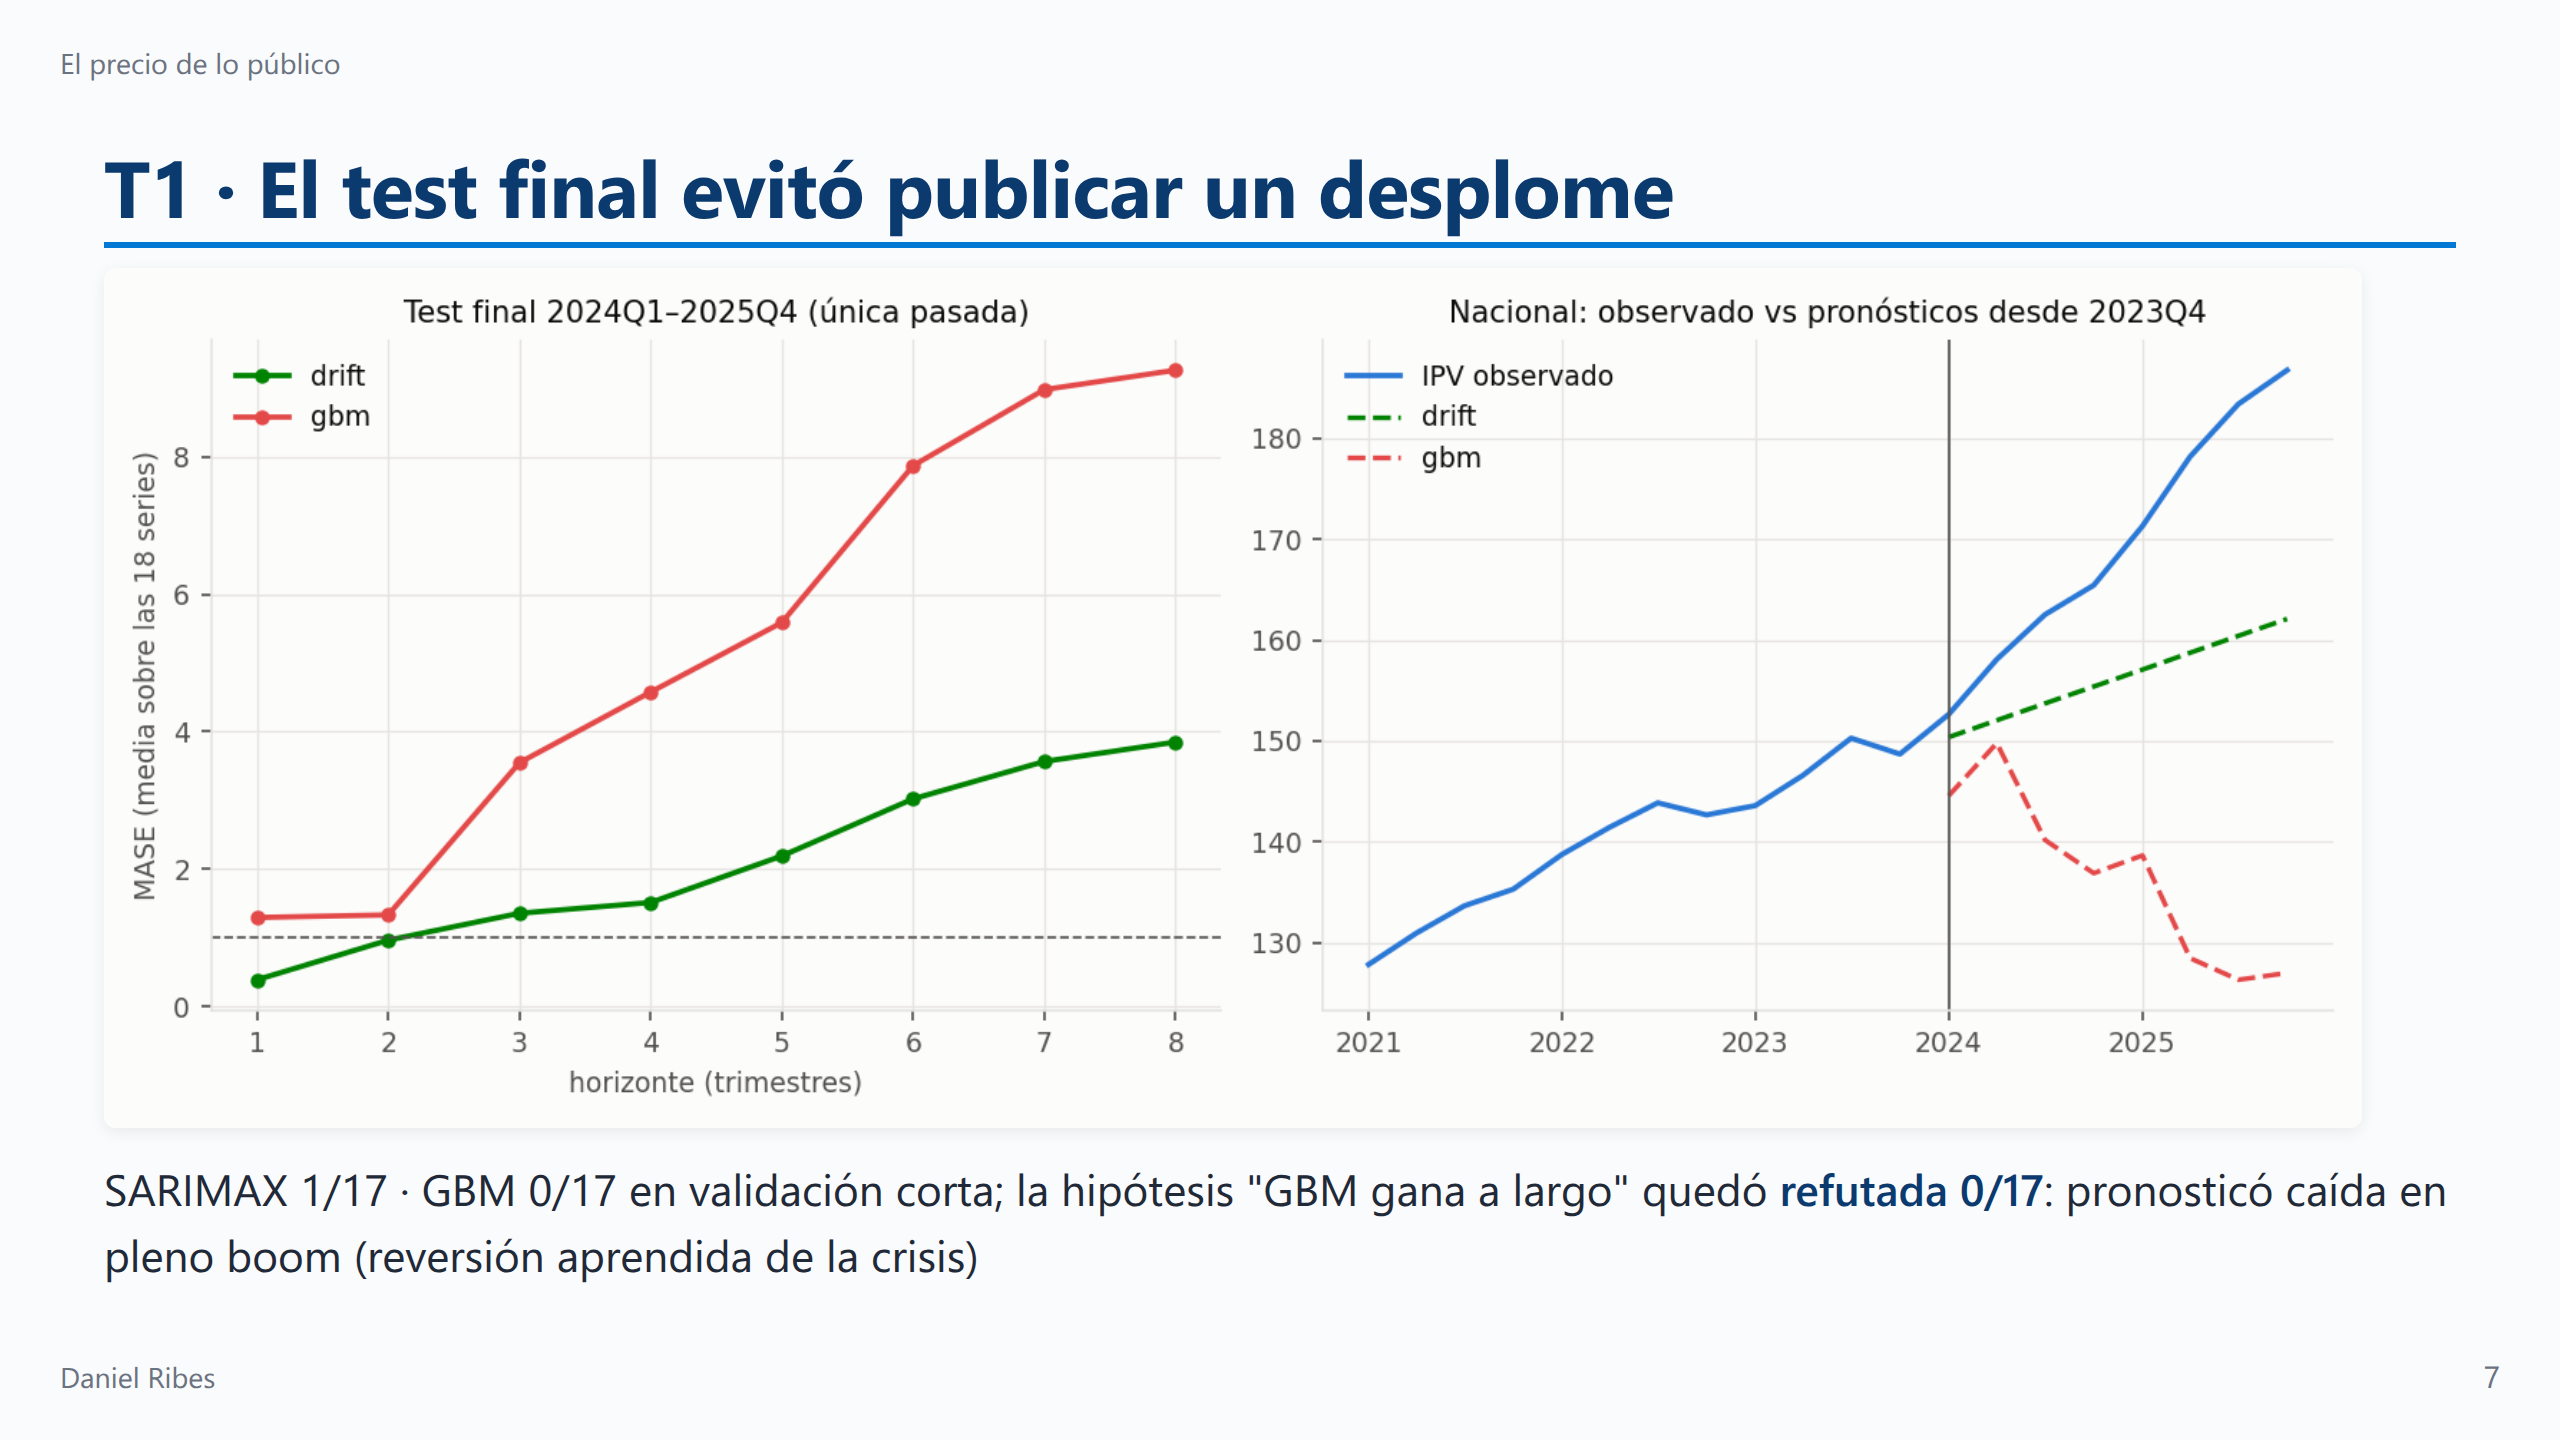 El precio de lo público
T1 · El test final evitó publicar un desplome
Test final 2024Q1–2025Q4 (única pasada)
drift
gbm
MASE (media sobre las 18 series)
8
6
4
2
0
1 2 3 4 5 6 7 8
horizonte (trimestres)
Nacional: observado vs pronósticos desde 2023Q4
IPV observado
drift
gbm
180
170
160
150
140
130
2021 2022 2023 2024 2025
SARIMAX 1/17 · GBM 0/17 en validación corta; la hipótesis "GBM gana a largo" quedó refutada 0/17: pronosticó caída en
pleno boom (reversión aprendida de la crisis)
Daniel Ribes
7